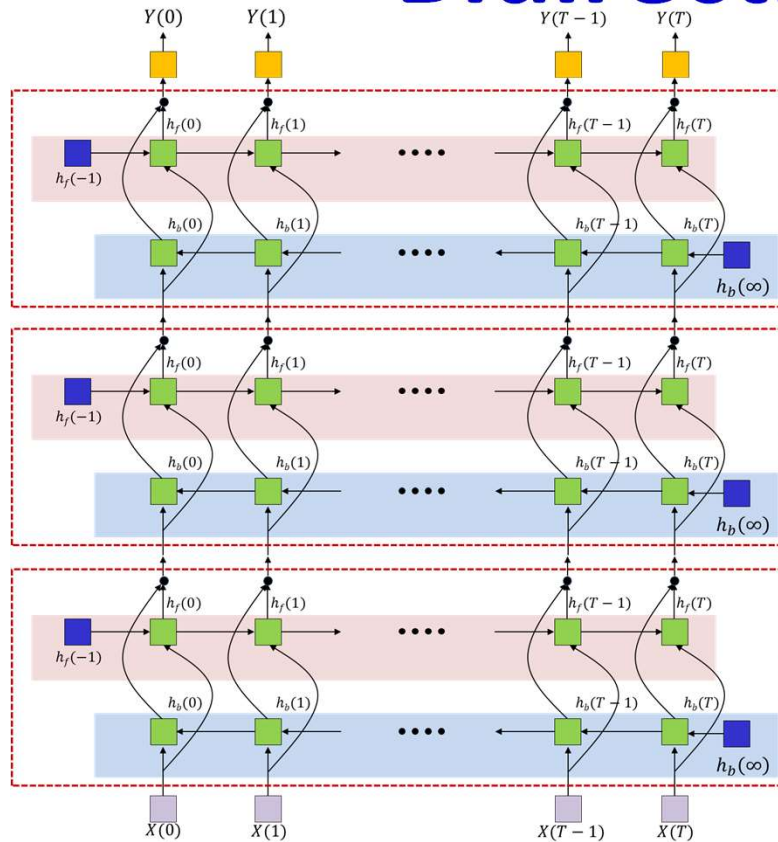 Y(0) Y(1) Y(T − 1) Y(T)
h_f(0) h_f(1) h_f(T − 1) h_f(T)
h_f(−1)
h_b(0) h_b(1) h_b(T − 1) h_b(T)
h_b(∞)
h_f(0) h_f(1) h_f(T − 1) h_f(T)
h_f(−1)
h_b(0) h_b(1) h_b(T − 1) h_b(T)
h_b(∞)
h_f(0) h_f(1) h_f(T − 1) h_f(T)
h_f(−1)
h_b(0) h_b(1) h_b(T − 1) h_b(T)
h_b(∞)
X(0) X(1) X(T − 1) X(T)